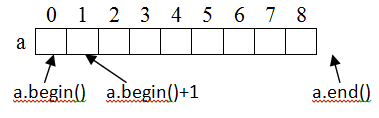 0 1 2 3 4 5 6 7 8
a
a.begin() a.begin()+1 a.end()